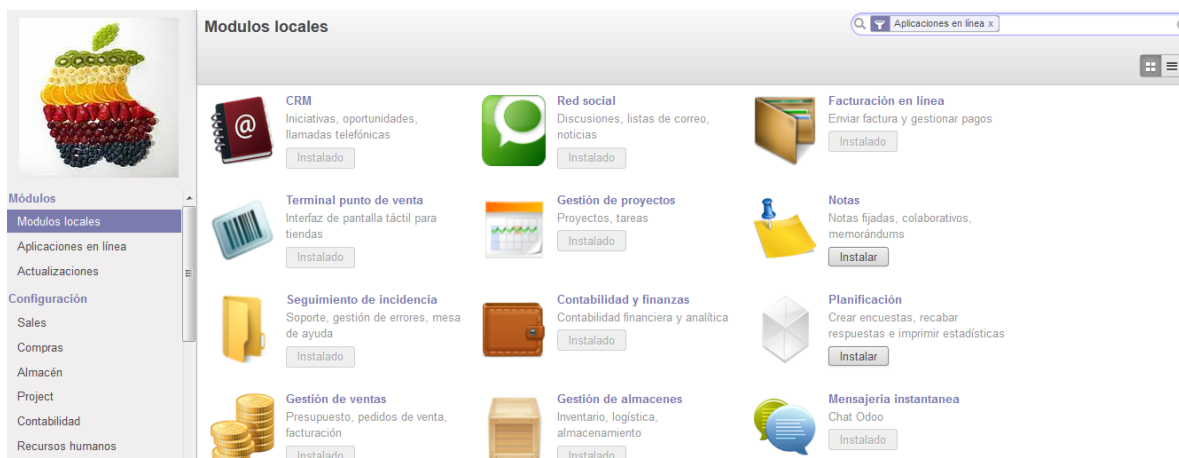 Modulos locales
Aplicaciones en línea x
Módulos
Modulos locales
Aplicaciones en línea
Actualizaciones
Configuración
Sales
Compras
Almacén
Project
Contabilidad
Recursos humanos
CRM
Iniciativas, oportunidades,
llamadas telefónicas
Instalado
Red social
Discusiones, listas de correo,
noticias
Instalado
Facturación en línea
Enviar factura y gestionar pagos
Instalado
Terminal punto de venta
Interfaz de pantalla táctil para
tiendas
Instalado
Gestión de proyectos
Proyectos, tareas
Instalado
Notas
Notas fijadas, colaborativos,
memorándums
Instalar
Seguimiento de incidencia
Soporte, gestión de errores, mesa
de ayuda
Instalado
Contabilidad y finanzas
Contabilidad financiera y analítica
Instalado
Planificación
Crear encuestas, recabar
respuestas e imprimir estadísticas
Instalar
Gestión de ventas
Presupuesto, pedidos de venta,
facturación
Instalado
Gestión de almacenes
Inventario, logística,
almacenamiento
Instalado
Mensajería instantanea
Chat Odoo
Instalado